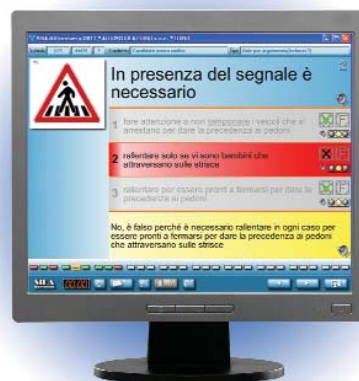 In presenza del segnale è
necessario
1 fare attenzione a non tamponare i veicoli che si
arrestano per dare la precedenza ai pedoni
2 rallentare solo se vi sono bambini che
attraversano sulle strisce
3 rallentare per essere pronti a fermarsi per dare la
precedenza ai pedoni
No, è falso perché è necessario rallentare in ogni caso per
essere pronti a fermarsi per dare la precedenza ai pedoni
che attraversano sulle strisce